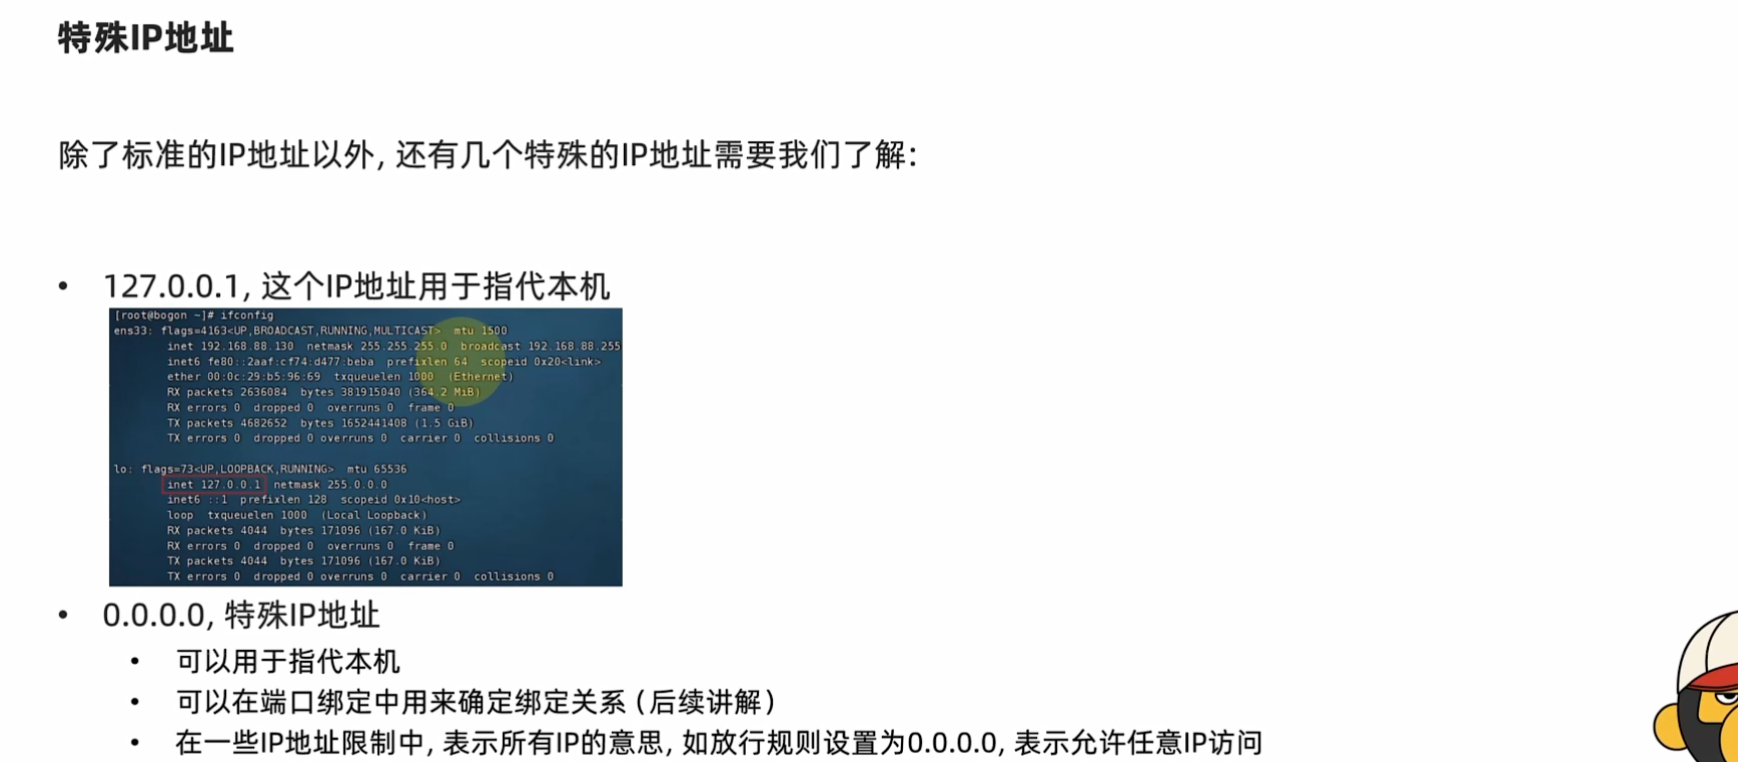 特殊IP地址
除了标准的IP地址以外, 还有几个特殊的IP地址需要我们了解:
• 127.0.0.1, 这个IP地址用于指代本机
[root@bogon ~]# ifconfig
ens33: flags=4163<UP,BROADCAST,RUNNING,MULTICAST>  mtu 1500
inet 192.168.88.130  netmask 255.255.255.0  broadcast 192.168.88.255
inet6 fe80::2aaf:cf74:d477:beba  prefixlen 64  scopeid 0x20<link>
ether 00:0c:29:b5:96:69  txqueuelen 1000  (Ethernet)
RX packets 2636084  bytes 381915040 (364.2 MiB)
RX errors 0  dropped 0  overruns 0  frame 0
TX packets 4682652  bytes 1652441408 (1.5 GiB)
TX errors 0  dropped 0 overruns 0  carrier 0  collisions 0
lo: flags=73<UP,LOOPBACK,RUNNING>  mtu 65536
inet 127.0.0.1  netmask 255.0.0.0
inet6 ::1  prefixlen 128  scopeid 0x10<host>
loop  txqueuelen 1000  (Local Loopback)
RX packets 4044  bytes 171096 (167.0 KiB)
RX errors 0  dropped 0  overruns 0  frame 0
TX packets 4044  bytes 171096 (167.0 KiB)
TX errors 0  dropped 0 overruns 0  carrier 0  collisions 0
• 0.0.0.0, 特殊IP地址
• 可以用于指代本机
• 可以在端口绑定中用来确定绑定关系 (后续讲解)
• 在一些IP地址限制中, 表示所有IP的意思, 如放行规则设置为0.0.0.0, 表示允许任意IP访问